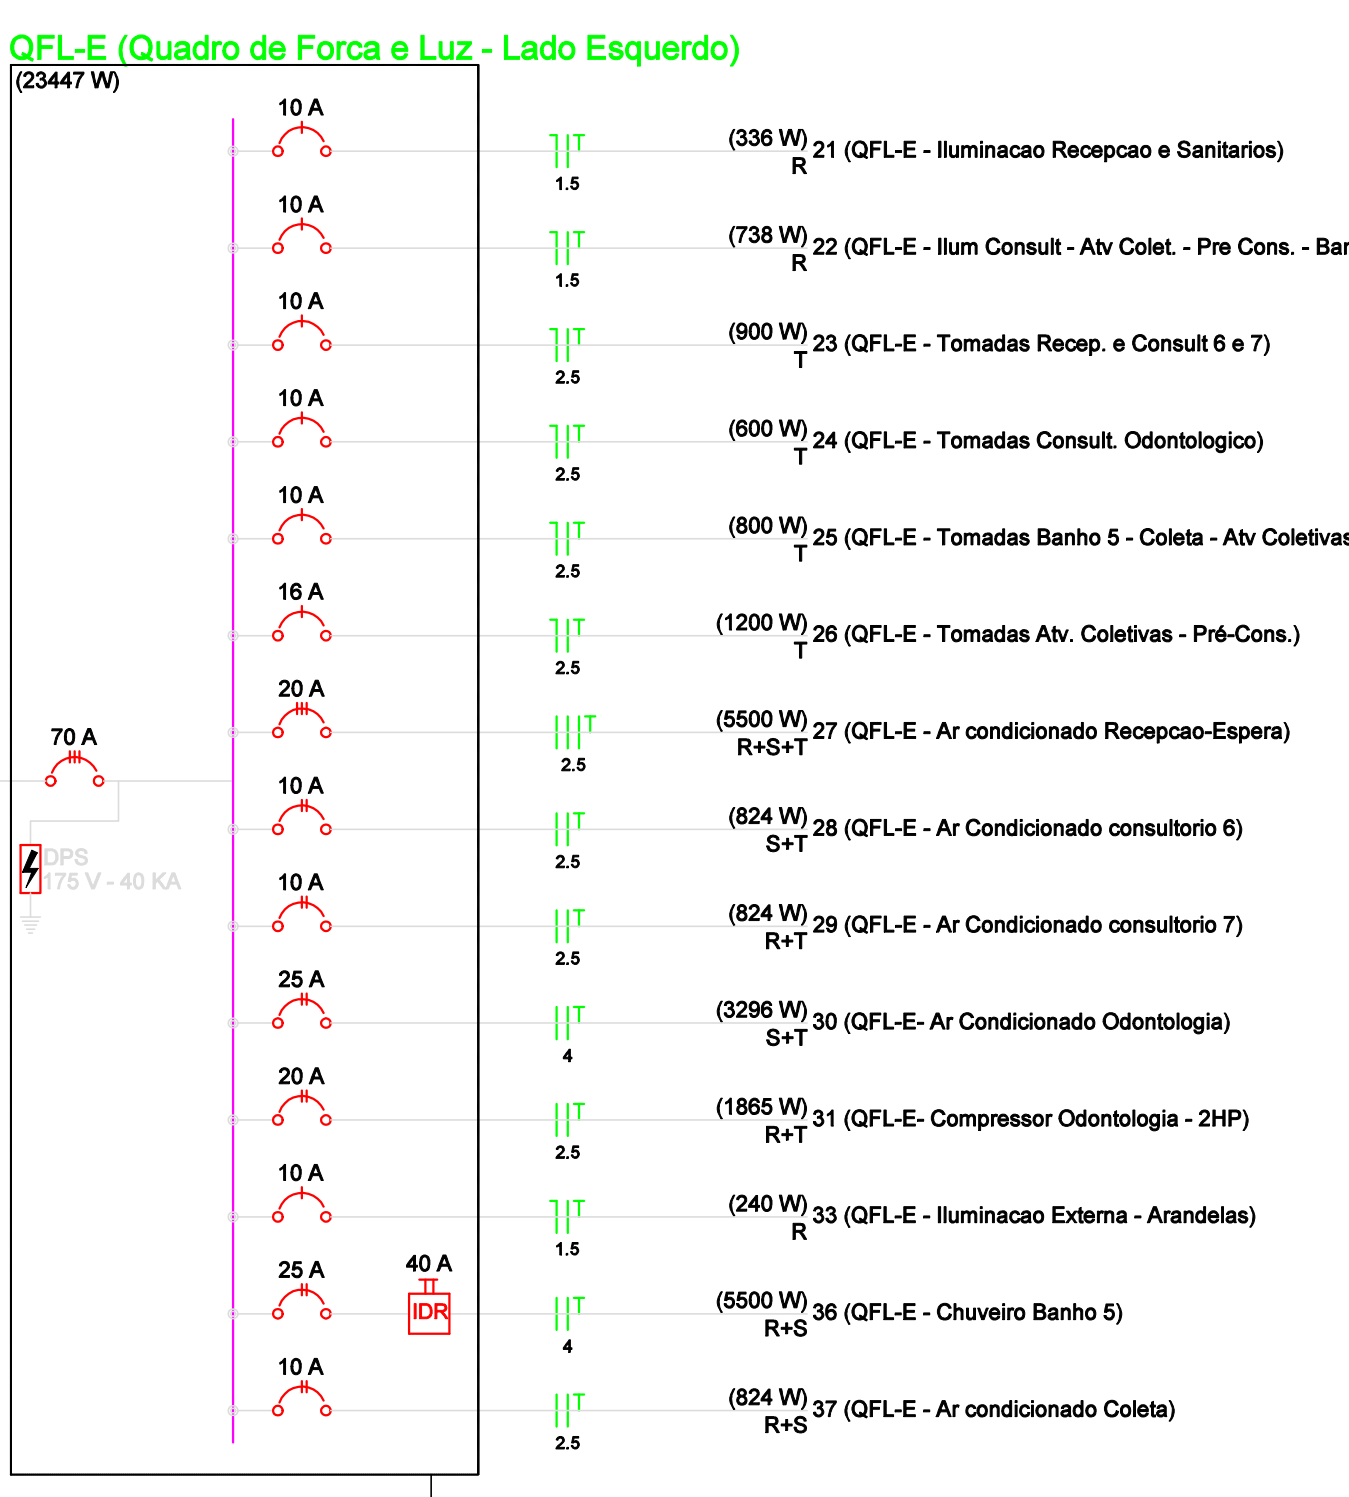 QFL-E (Quadro de Forca e Luz - Lado Esquerdo)
(23447 W)
10 A
1.5
(336 W)
R
21 (QFL-E - Iluminacao Recepcao e Sanitarios)
10 A
1.5
(738 W)
R
22 (QFL-E - Ilum Consult - Atv Colet. - Pre Cons. -
10 A
2.5
(900 W)
T
23 (QFL-E - Tomadas Recep. e Consult 6 e 7)
10 A
2.5
(600 W)
T
24 (QFL-E - Tomadas Consult. Odontologico)
10 A
2.5
(800 W)
T
25 (QFL-E - Tomadas Banho 5 - Coleta - Atv Coletivas
16 A
2.5
(1200 W)
T
26 (QFL-E - Tomadas Atv. Coletivas - Pré-Cons.)
20 A
2.5
(5500 W)
R+S+T
27 (QFL-E - Ar condicionado Recepcao-Espera)
70 A
DPS
175 V - 40 KA
10 A
2.5
(824 W)
S+T
28 (QFL-E - Ar Condicionado consultorio 6)
10 A
2.5
(824 W)
R+T
29 (QFL-E - Ar Condicionado consultorio 7)
25 A
4
(3296 W)
S+T
30 (QFL-E- Ar Condicionado Odontologia)
20 A
2.5
(1865 W)
R+T
31 (QFL-E- Compressor Odontologia - 2HP)
10 A
1.5
(240 W)
R
33 (QFL-E - Iluminacao Externa - Arandelas)
25 A
40 A
IDR
4
(5500 W)
R+S
36 (QFL-E - Chuveiro Banho 5)
10 A
2.5
(824 W)
R+S
37 (QFL-E - Ar condicionado Coleta)